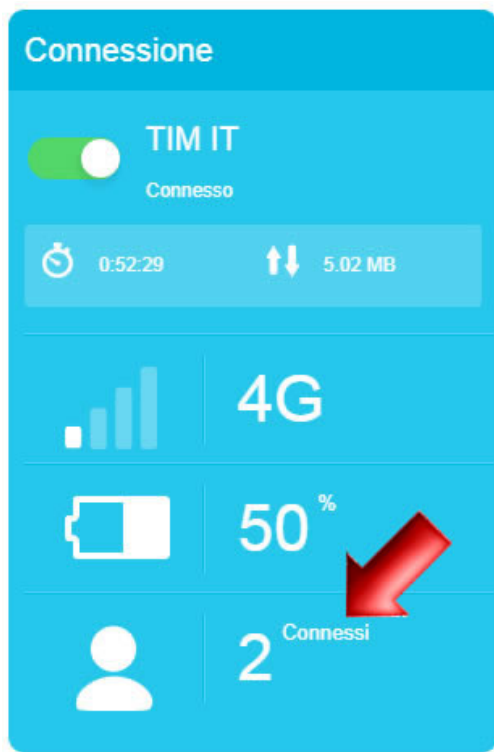 Connessione
TIM IT
Connesso
0:52:29 5.02 MB
4G
50 %
2 Connessi